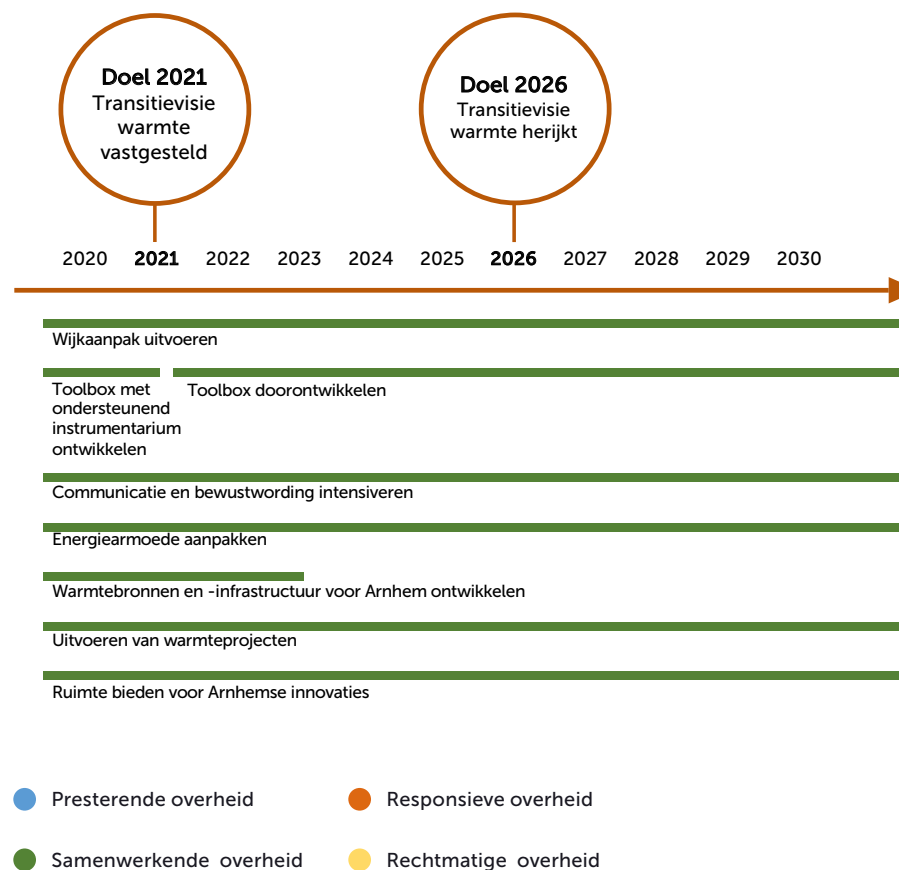 Doel 2021
Transitievisie
warmte
vastgesteld
Doel 2026
Transitievisie
warmte herijkt
2020 2021 2022 2023 2024 2025 2026 2027 2028 2029 2030
Wijkaanpak uitvoeren
Toolbox met
ondersteunend
instrumentarium
ontwikkelen
Toolbox doorontwikkelen
Communicatie en bewustwording intensiveren
Energiearmoede aanpakken
Warmtebronnen en -infrastuctuur voor Arnhem ontwikkelen
Uitvoeren van warmteprojecten
Ruimte bieden voor Arnhemse innovaties
Presterende overheid
Responsieve overheid
Samenwerkende overheid
Rechtmatige overheid